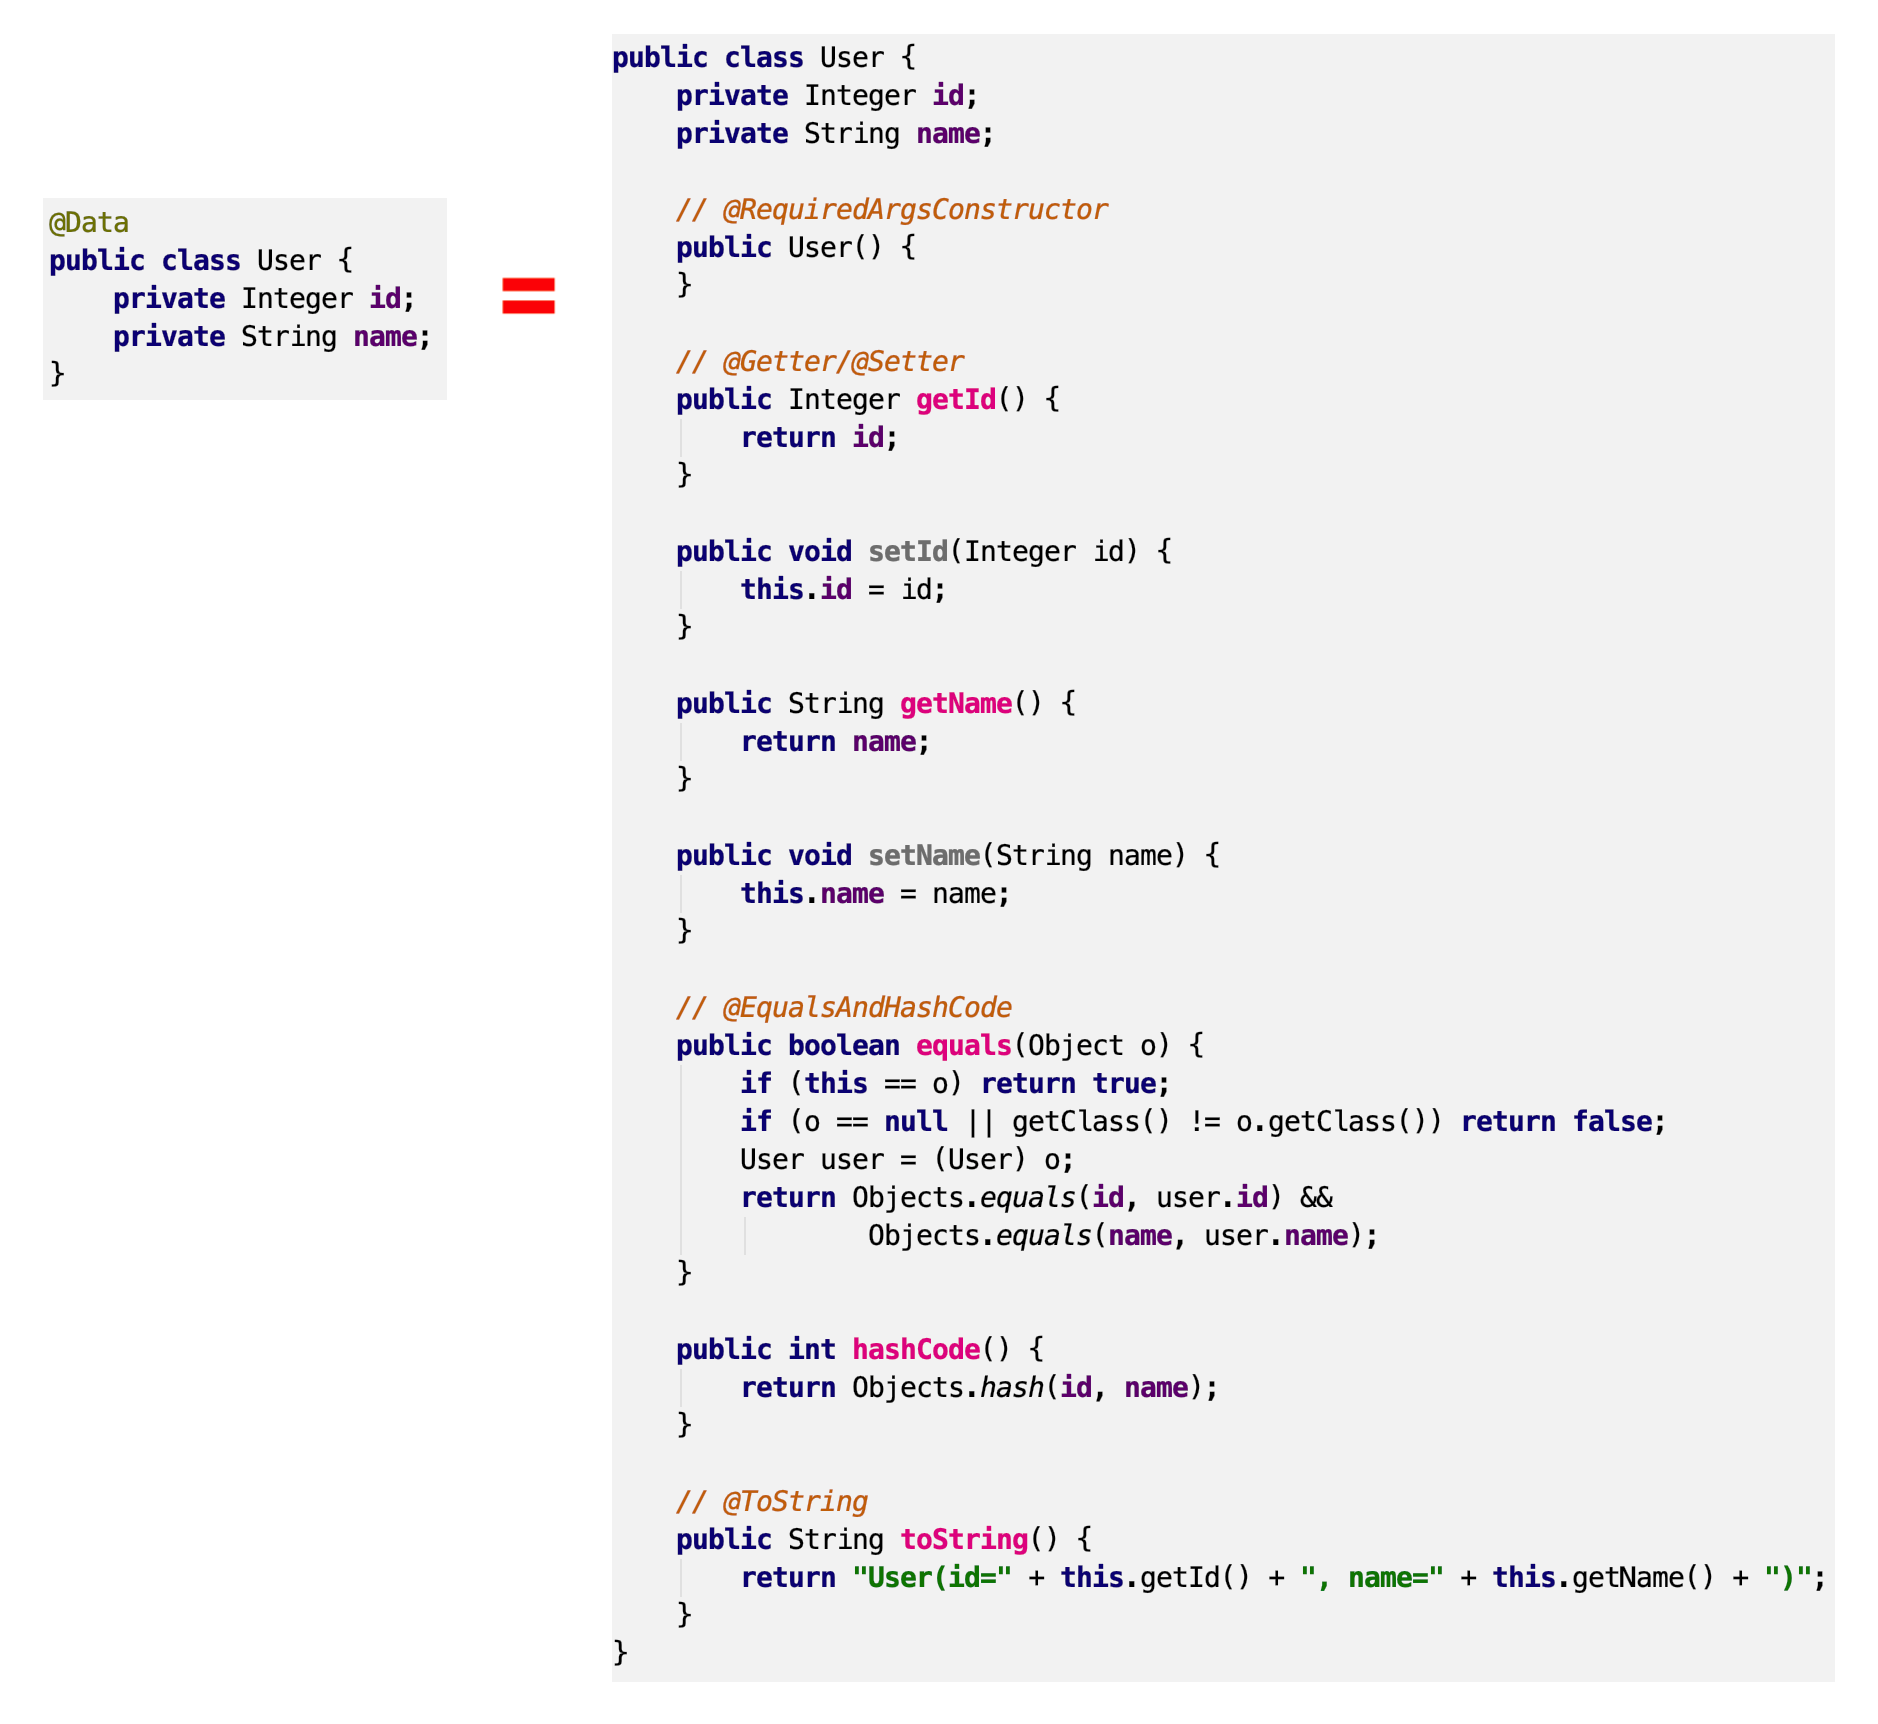 @Data
public class User {
    private Integer id;
    private String name;
}
=
public class User {
    private Integer id;
    private String name;

    // @RequiredArgsConstructor
    public User() {
    }

    // @Getter/@Setter
    public Integer getId() {
        return id;
    }

    public void setId(Integer id) {
        this.id = id;
    }

    public String getName() {
        return name;
    }

    public void setName(String name) {
        this.name = name;
    }

    // @EqualsAndHashCode
    public boolean equals(Object o) {
        if (this == o) return true;
        if (o == null || getClass() != o.getClass()) return false;
        User user = (User) o;
        return Objects.equals(id, user.id) &&
                Objects.equals(name, user.name);
    }

    public int hashCode() {
        return Objects.hash(id, name);
    }

    // @ToString
    public String toString() {
        return "User(id=" + this.getId() + ", name=" + this.getName() + ")";
    }
}